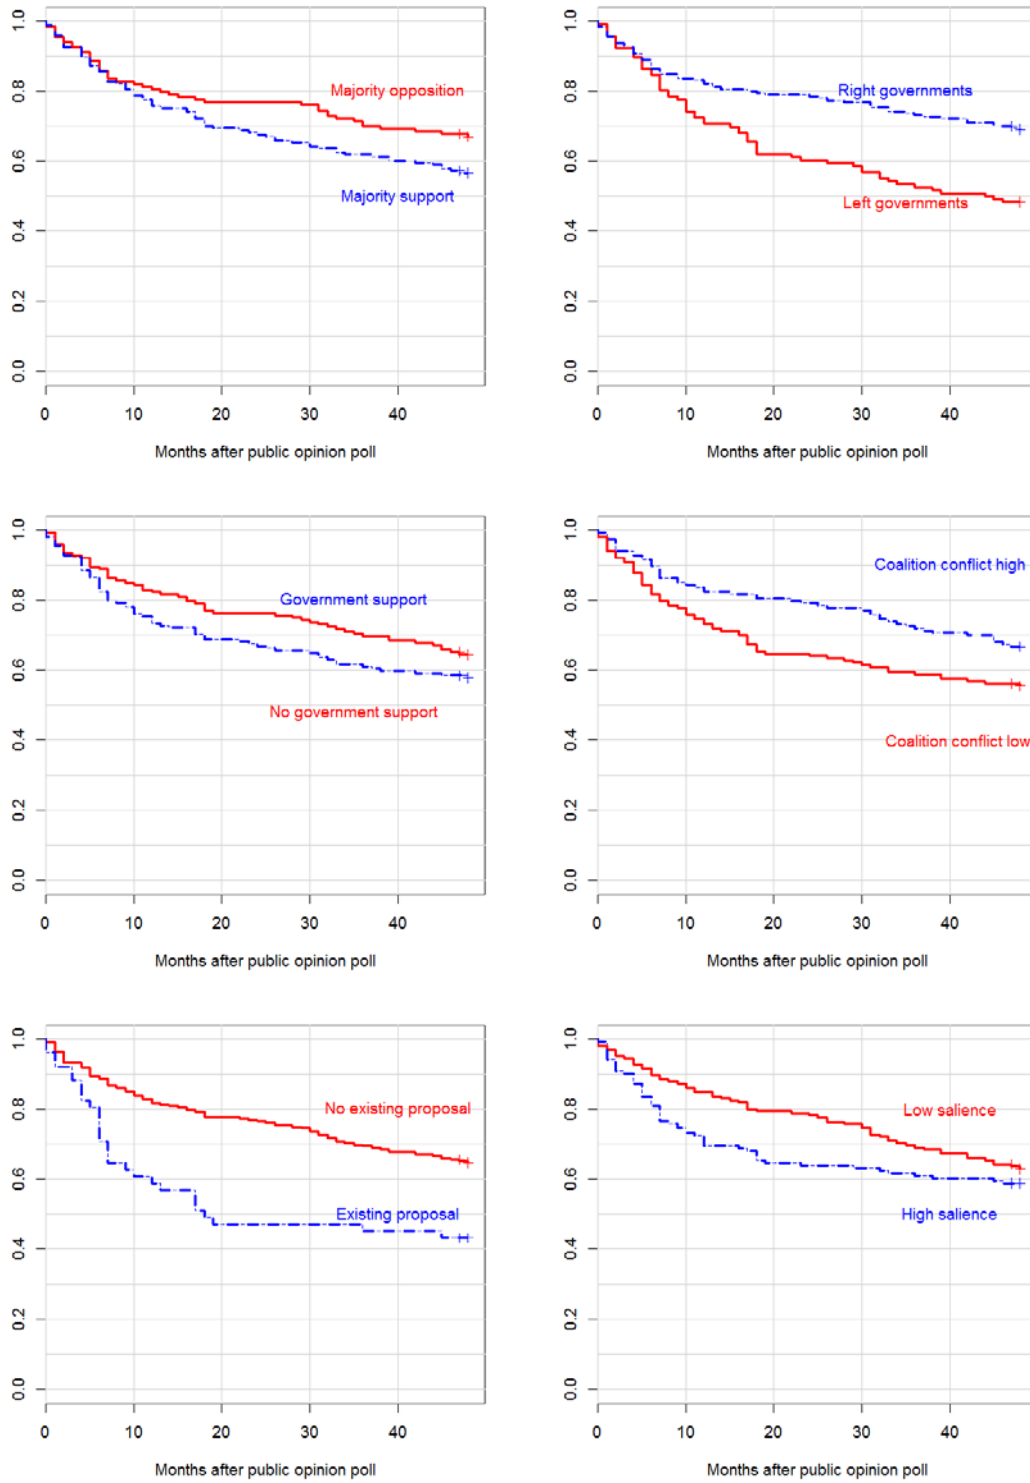 1.0
0.8
0.6
0.4
0.2
0.0
Majority opposition
Majority support
0 10 20 30 40
Months after public opinion poll
1.0
0.8
0.6
0.4
0.2
0.0
Right governments
Left governments
0 10 20 30 40
Months after public opinion poll
1.0
0.8
0.6
0.4
0.2
0.0
Government support
No government support
0 10 20 30 40
Months after public opinion poll
1.0
0.8
0.6
0.4
0.2
0.0
Coalition conflict high
Coalition conflict low
0 10 20 30 40
Months after public opinion poll
1.0
0.8
0.6
0.4
0.2
0.0
No existing proposal
Existing proposal
0 10 20 30 40
Months after public opinion poll
1.0
0.8
0.6
0.4
0.2
0.0
Low salience
High salience
0 10 20 30 40
Months after public opinion poll